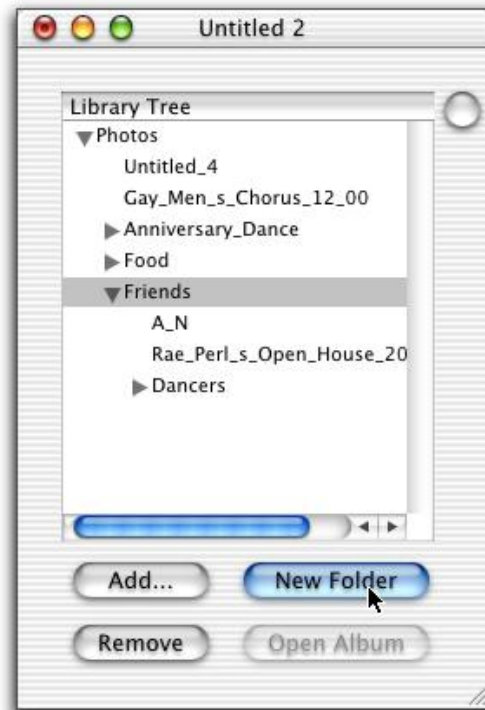 Untitled 2
Library Tree
Photos
Untitled_4
Gay_Men_s_Chorus_12_00
Anniversary_Dance
Food
Friends
A_N
Rae_Perl_s_Open_House_20
Dancers
Add... New Folder
Remove Open Album